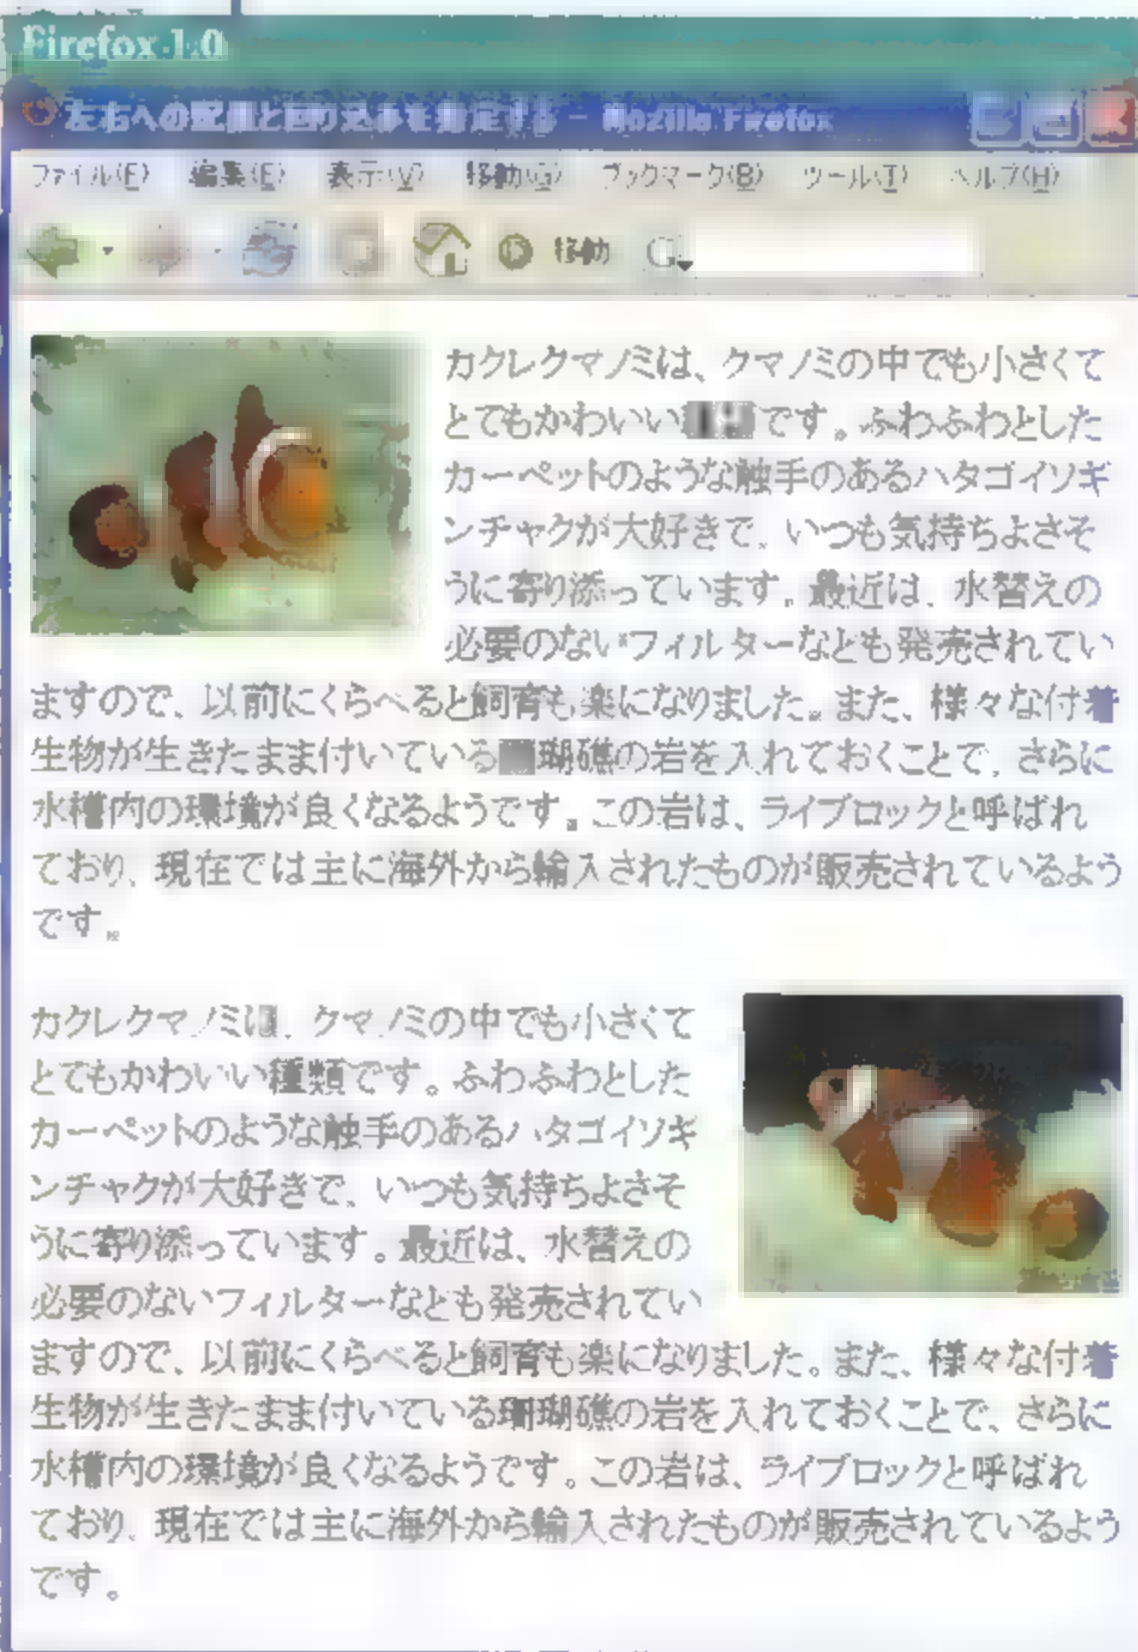 Firefox 1.0
左右への配置と回り込みを指定する - Mozilla Firefox
ファイル(F) 編集(E) 表示(V) 移動(G) ブックマーク(B) ツール(T) ヘルプ(H)
移動 G
カクレクマノミは、クマノミの中でも小さくて
とてもかわいいです。ふわふわとした
カーペットのような触手のあるハタゴイソギ
ンチャクが大好きで、いつも気持ちよさそ
うに寄り添っています。最近は、水替えの
必要のないフィルターなども発売されてい
ますので、以前にくらべると飼育も楽になりました。また、様々な付着
生物が生きたまま付いている瑚礁の岩を入れておくことで、さらに
水槽内の環境が良くなるようです。この岩は、ライブロックと呼ばれ
ており、現在では主に海外から輸入されたものが販売されているよう
です。
カクレクマノミは、クマノミの中でも小さくて
とてもかわいい種類です。ふわふわとした
カーペットのような触手のあるハタゴイソギ
ンチャクが大好きで、いつも気持ちよさそ
うに寄り添っています。最近は、水替えの
必要のないフィルターなども発売されてい
ますので、以前にくらべると飼育も楽になりました。また、様々な付着
生物が生きたまま付いている珊瑚礁の岩を入れておくことで、さらに
水槽内の環境が良くなるようです。この岩は、ライブロックと呼ばれ
ており、現在では主に海外から輸入されたものが販売されているよう
です。